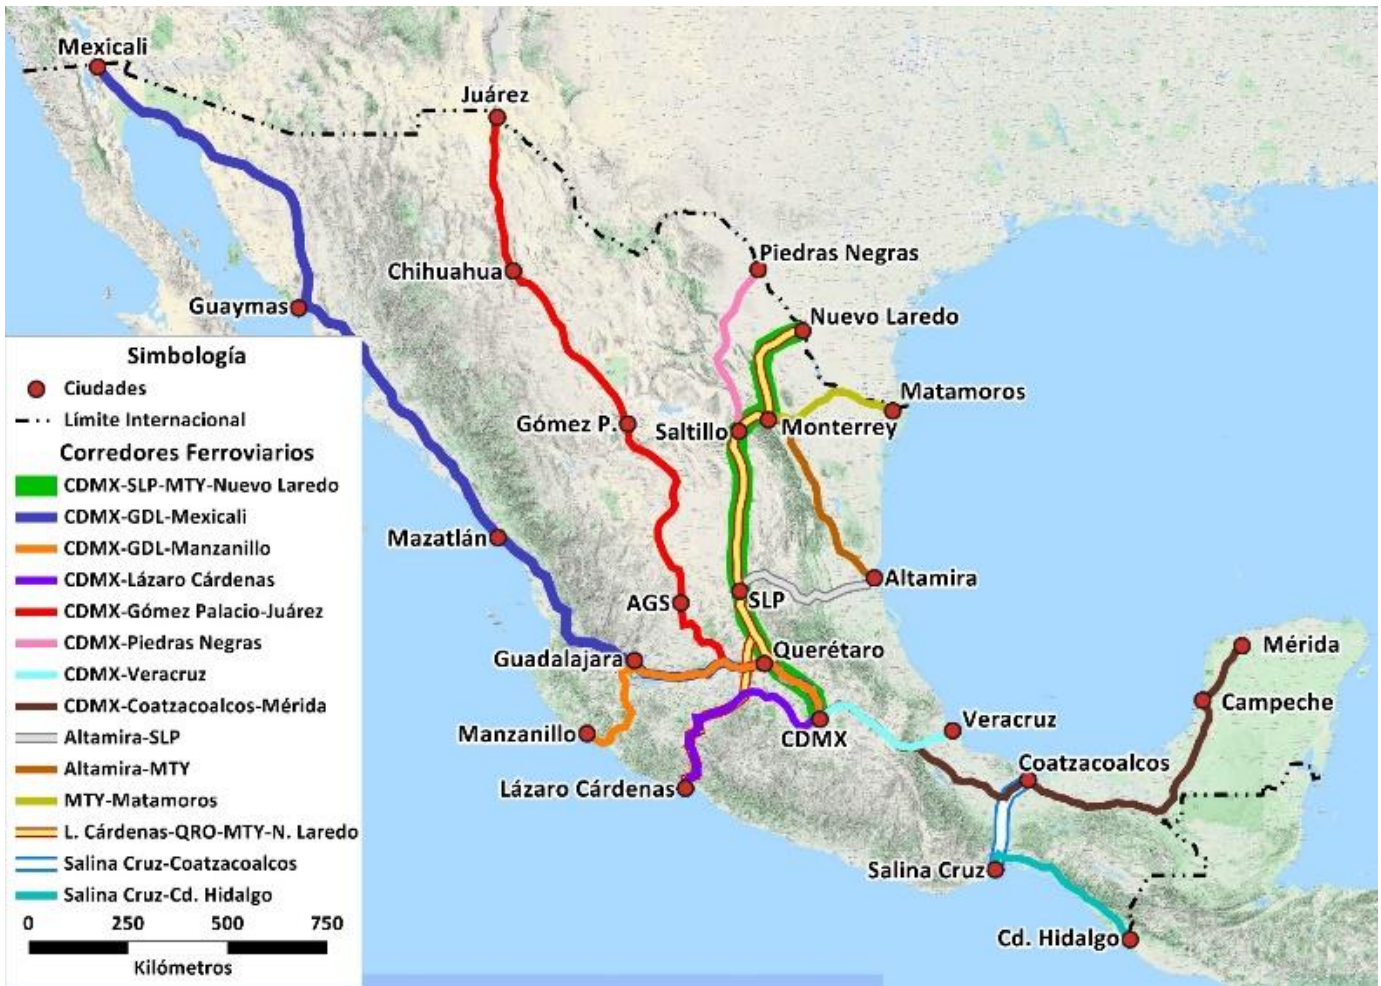 Mexicali
Juárez
Piedras Negras
Chihuahua
Guaymas
Nuevo Laredo
Matamoros
Gómez P.
Saltillo
Monterrey
Mazatlán
Altamira
AGS
SLP
Guadalajara
Querétaro
Mérida
Campeche
Manzanillo
CDMX
Veracruz
Coatzacoalcos
Lázaro Cárdenas
Salina Cruz
Cd. Hidalgo
Simbología
Ciudades
Límite Internacional
Corredores Ferroviarios
CDMX-SLP-MTY-Nuevo Laredo
CDMX-GDL-Mexicali
CDMX-GDL-Manzanillo
CDMX-Lázaro Cárdenas
CDMX-Gómez Palacio-Juárez
CDMX-Piedras Negras
CDMX-Veracruz
CDMX-Coatzacoalcos-Mérida
Altamira-SLP
Altamira-MTY
MTY-Matamoros
L. Cárdenas-QRO-MTY-N. Laredo
Salina Cruz-Coatzacoalcos
Salina Cruz-Cd. Hidalgo
0 250 500 750
Kilómetros